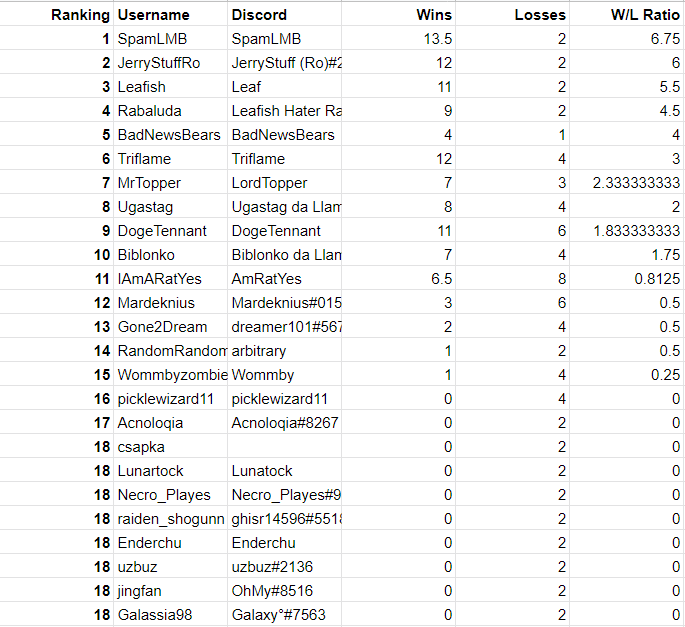 Ranking Username Discord Wins Losses W/L Ratio
1 SpamLMB SpamLMB 13.5 2 6.75
2 JerryStuffRo JerryStuff (Ro)#2 12 2 6
3 Leafish Leaf 11 2 5.5
4 Rabaluda Leafish Hater Ra 9 2 4.5
5 BadNewsBears BadNewsBears 4 1 4
6 Triflame Triflame 12 4 3
7 MrTopper LordTopper 7 3 2.333333333
8 Ugastag Ugastag da Llam 8 4 2
9 DogeTennant DogeTennant 11 6 1.833333333
10 Biblonko Biblonko da Llan 7 4 1.75
11 IAmARatYes AmRatYes 6.5 8 0.8125
12 Mardeknius Mardeknius#015 3 6 0.5
13 Gone2Dream dreamer101#567 2 4 0.5
14 RandomRandom arbitrary 1 2 0.5
15 Wommbyzombie Wommby 1 4 0.25
16 picklewizard11 picklewizard11 0 4 0
17 Acnoloqia Acnoloqia#8267 0 2 0
18 csapka 0 2 0
18 Lunartock Lunatock 0 2 0
18 Necro_Playes Necro_Playes#9 0 2 0
18 raiden_shogunn ghisr14596#5518 0 2 0
18 Enderchu Enderchu 0 2 0
18 uzbuz uzbuz#2136 0 2 0
18 jingfan OhMy#8516 0 2 0
18 Galassia98 Galaxy°#7563 0 2 0